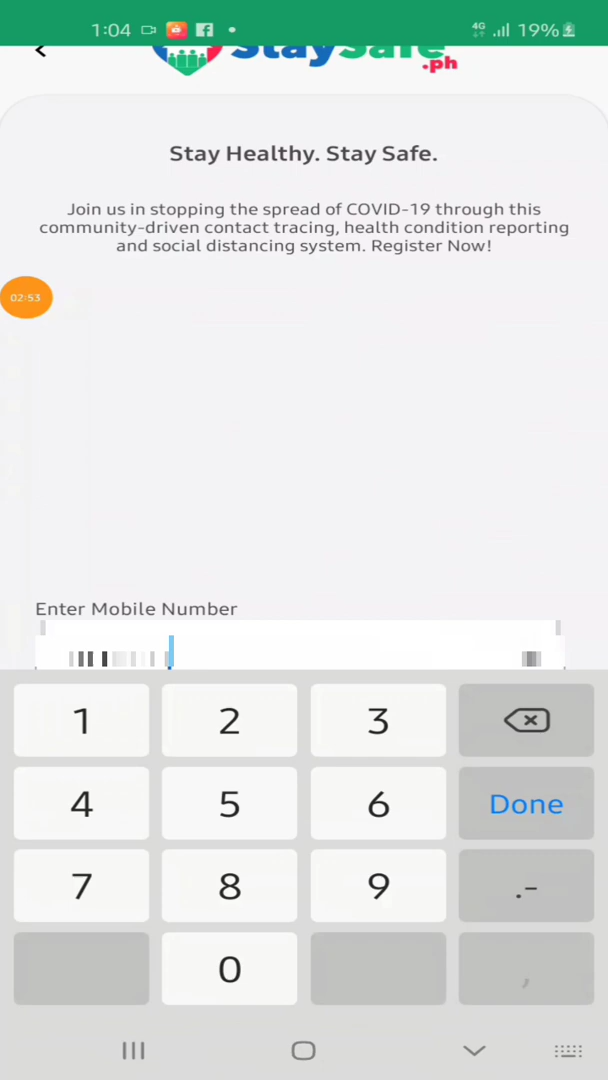 1:04 4G 19%
StaySafe
.ph
Stay Healthy. Stay Safe.
Join us in stopping the spread of COVID-19 through this
community-driven contact tracing, health condition reporting
and social distancing system. Register Now!
02:53
Enter Mobile Number
1 2 3
4 5 6 Done
7 8 9 .-
0 ,